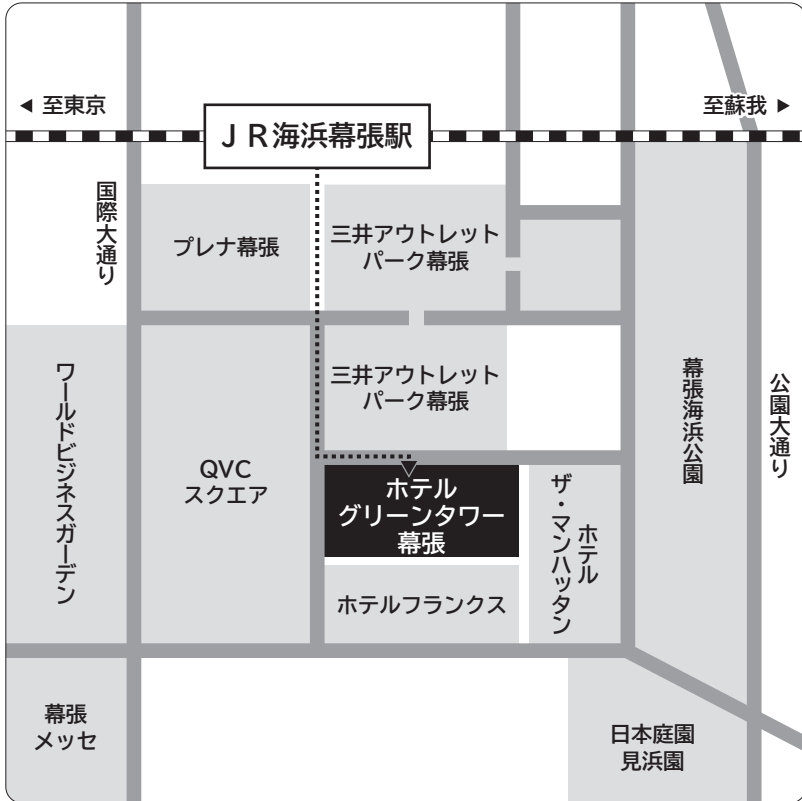 ◀ 至東京
至蘇我 ▶
ＪＲ海浜幕張駅
国際大通り
プレナ幕張
三井アウトレット
パーク幕張
三井アウトレット
パーク幕張
ワールドビジネスガーデン
QVC
スクエア
幕張海浜公園
公園大通り
ホテル
グリーンタワー
幕張
ホテル
ザ・マンハッタン
ホテルフランクス
幕張
メッセ
日本庭園
見浜園